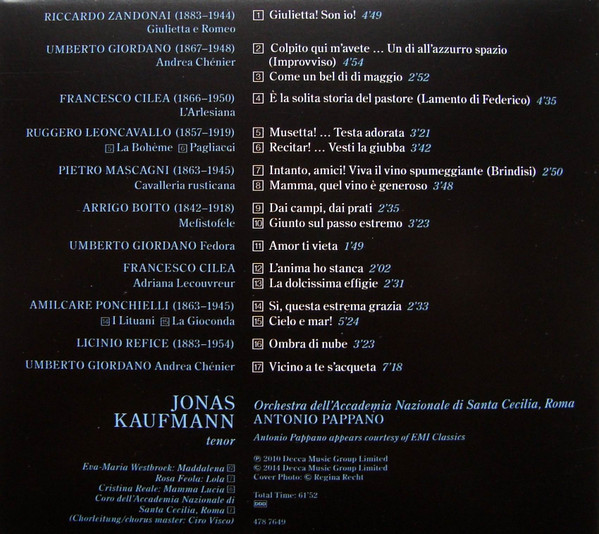 RICCARDO ZANDONAI (1883–1944) 1 Giulietta! Son io! 4'49
Giulietta e Romeo
UMBERTO GIORDANO (1867–1948) 2 Colpito qui m'avete ... Un dì all'azzurro spazio
Andrea Chénier (Improvviso) 4'54
3 Come un bel dì di maggio 2'52
FRANCESCO CILEA (1866–1950) 4 È la solita storia del pastore (Lamento di Federico) 4'35
L'Arlesiana
RUGGERO LEONCAVALLO (1857–1919) 5 Musetta! ... Testa adorata 3'21
5 La Bohème 6 Pagliacci 6 Recitar! ... Vesti la giubba 3'42
PIETRO MASCAGNI (1863–1945) 7 Intanto, amici! Viva il vino spumeggiante (Brindisi) 2'50
Cavalleria rusticana 8 Mamma, quel vino è generoso 3'48
ARRIGO BOITO (1842–1918) 9 Dai campi, dai prati 2'35
Mefistofele 10 Giunto sul passo estremo 3'23
UMBERTO GIORDANO Fedora 11 Amor ti vieta 1'49
FRANCESCO CILEA 12 L'anima ho stanca 2'02
Adriana Lecouvreur 13 La dolcissima effigie 2'31
AMILCARE PONCHIELLI (1863–1945) 14 Sì, questa estrema grazia 2'33
14 I Lituani 15 La Gioconda 15 Cielo e mar! 5'24
LICINIO REFICE (1883–1954) 16 Ombra di nube 3'23
UMBERTO GIORDANO Andrea Chénier 17 Vicino a te s'acqueta 7'18
JONAS
KAUFMANN
tenor
Orchestra dell'Accademia Nazionale di Santa Cecilia, Roma
ANTONIO PAPPANO
Antonio Pappano appears courtesy of EMI Classics
Eva-Maria Westbroek: Maddalena
Rosa Feola: Lola
Cristina Reale: Mamma Lucia
Coro dell'Accademia Nazionale di
Santa Cecilia, Roma
(Chorleitung/chorus master: Ciro Visco)
℗ 2010 Decca Music Group Limited
© 2014 Decca Music Group Limited
Cover Photo: © Regina Recht
Total Time: 61'52
DDD
478 7649